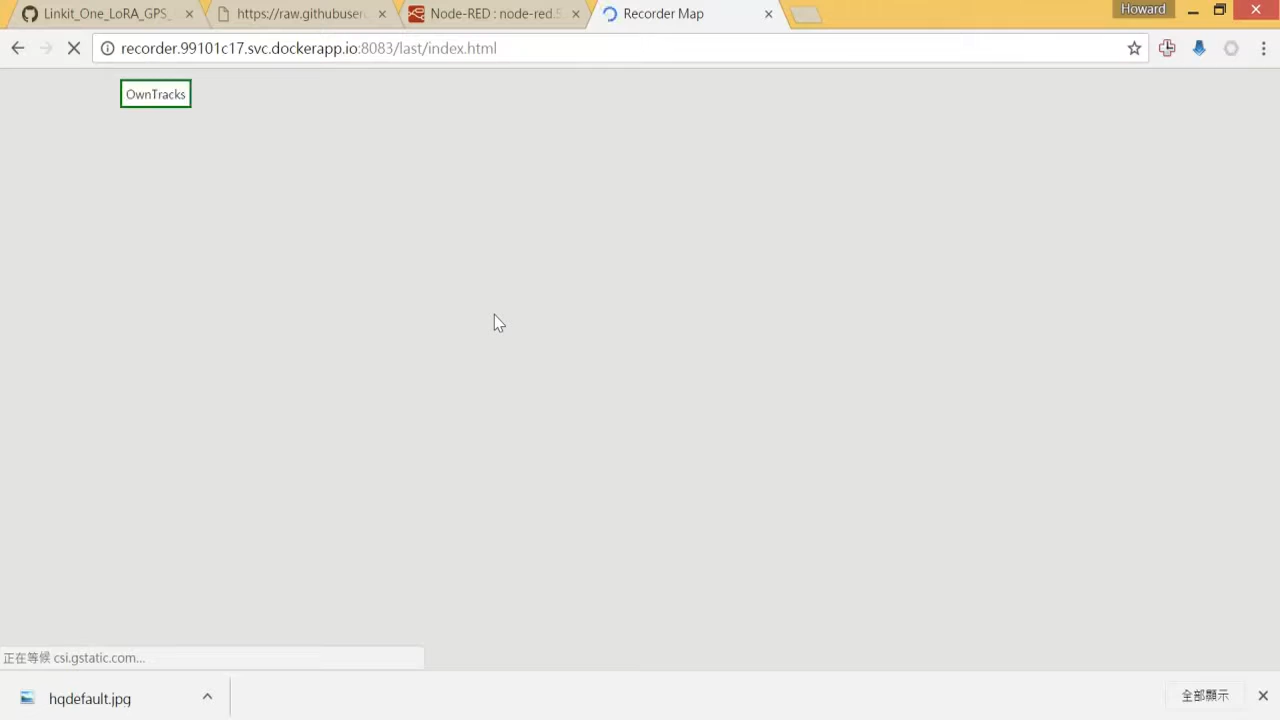 Linkit_One_LoRA_GPS_
https://raw.githubuser
Node-RED : node-red.S
Recorder Map
Howard
recorder.99101c17.svc.dockerapp.io:8083/last/index.html
OwnTracks
正在等候 csi.gstatic.com...
hqdefault.jpg
全部顯示